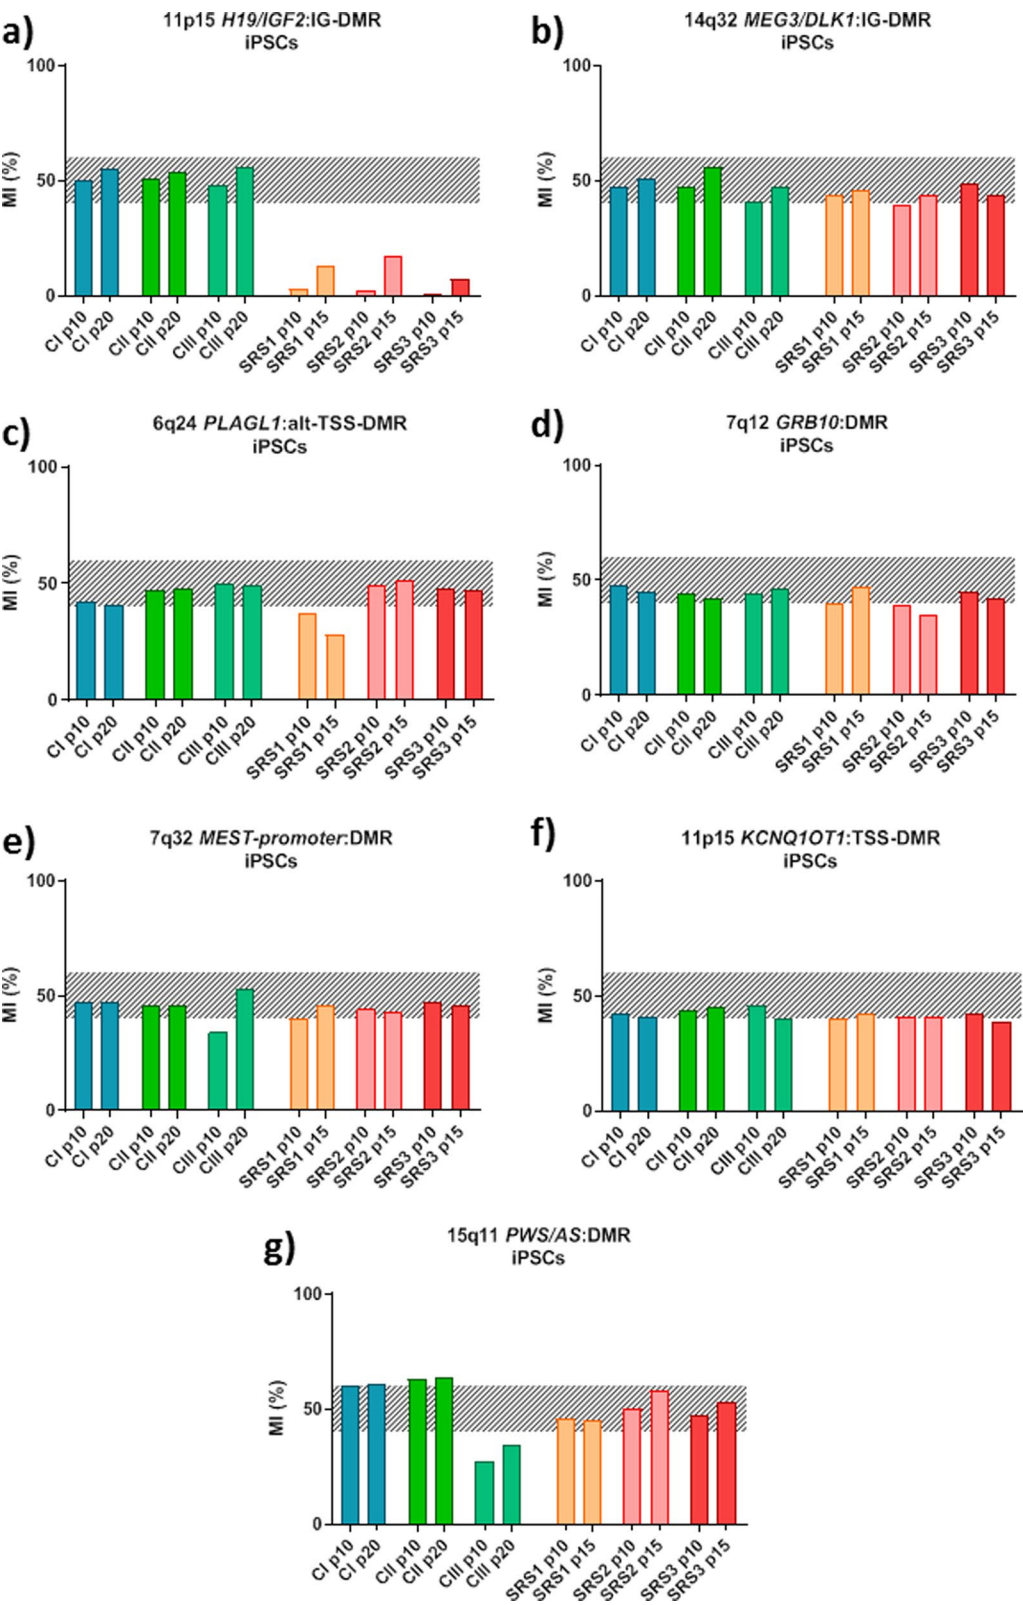 a)
11p15 H19/IGF2:IG-DMR
iPSCs
MI (%)
100
50
0
CI p10
CI p20
CII p10
CII p20
CIII p10
CIII p20
SRS1 p10
SRS1 p15
SRS2 p10
SRS2 p15
SRS3 p10
SRS3 p15
b)
14q32 MEG3/DLK1:IG-DMR
iPSCs
MI (%)
100
50
0
CI p10
CI p20
CII p10
CII p20
CIII p10
CIII p20
SRS1 p10
SRS1 p15
SRS2 p10
SRS2 p15
SRS3 p10
SRS3 p15
c)
6q24 PLAGL1:alt-TSS-DMR
iPSCs
MI (%)
100
50
0
CI p10
CI p20
CII p10
CII p20
CIII p10
CIII p20
SRS1 p10
SRS1 p15
SRS2 p10
SRS2 p15
SRS3 p10
SRS3 p15
d)
7q12 GRB10:DMR
iPSCs
MI (%)
100
50
0
CI p10
CI p20
CII p10
CII p20
CIII p10
CIII p20
SRS1 p10
SRS1 p15
SRS2 p10
SRS2 p15
SRS3 p10
SRS3 p15
e)
7q32 MEST-promoter:DMR
iPSCs
MI (%)
100
50
0
CI p10
CI p20
CII p10
CII p20
CIII p10
CIII p20
SRS1 p10
SRS1 p15
SRS2 p10
SRS2 p15
SRS3 p10
SRS3 p15
f)
11p15 KCNQ1OT1:TSS-DMR
iPSCs
MI (%)
100
50
0
CI p10
CI p20
CII p10
CII p20
CIII p10
CIII p20
SRS1 p10
SRS1 p15
SRS2 p10
SRS2 p15
SRS3 p10
SRS3 p15
g)
15q11 PWS/AS:DMR
iPSCs
MI (%)
100
50
0
CI p10
CI p20
CII p10
CII p20
CIII p10
CIII p20
SRS1 p10
SRS1 p15
SRS2 p10
SRS2 p15
SRS3 p10
SRS3 p15